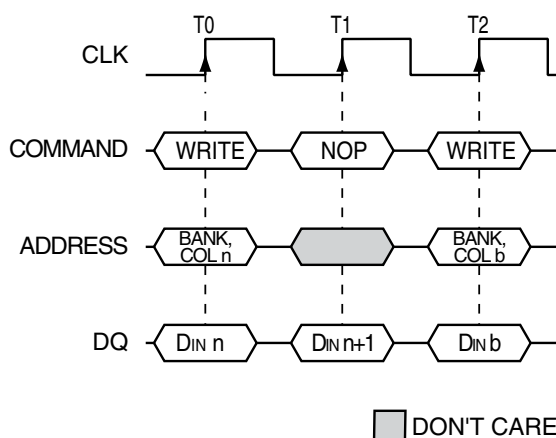 T0 T1 T2
CLK
COMMAND WRITE NOP WRITE
ADDRESS BANK, COL n BANK, COL b
DQ DIN n DIN n+1 DIN b
DON'T CARE